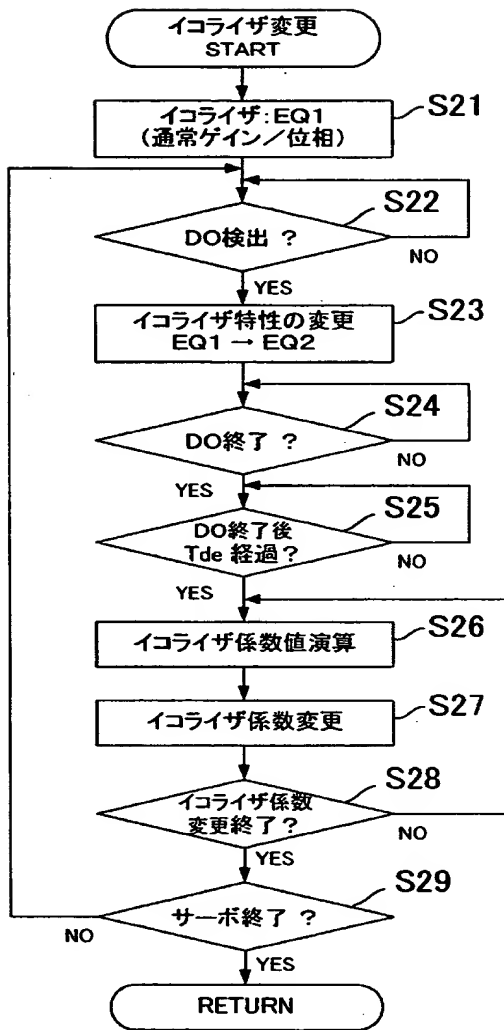 イコライザ変更
START
イコライザ:EQ1
(通常ゲイン/位相)
S21
DO検出 ?
S22
NO
YES
イコライザ特性の変更
EQ1 → EQ2
S23
DO終了 ?
S24
NO
YES
DO終了後
Tde 経過?
S25
NO
YES
イコライザ係数値演算
S26
イコライザ係数変更
S27
イコライザ係数
変更終了?
S28
NO
YES
サーボ終了 ?
S29
NO
YES
RETURN